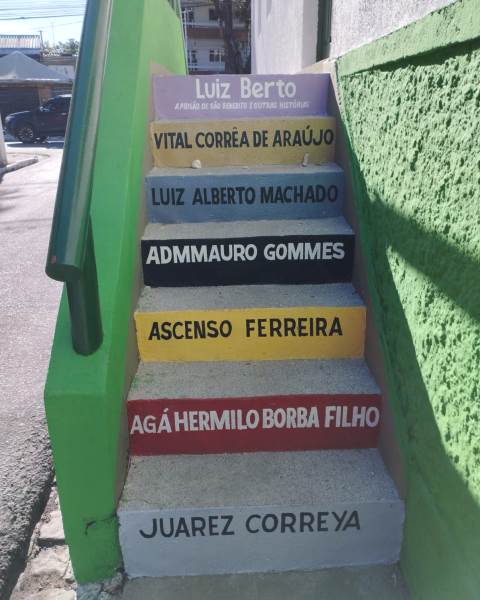 Luiz Berto
A PRISÃO DE SÃO BENEDITO E OUTRAS HISTÓRIAS
VITAL CORRÊA DE ARAÚJO
LUIZ ALBERTO MACHADO
ADMMAURO GOMMES
ASCENSO FERREIRA
AGÁ HERMILO BORBA FILHO
JUAREZ CORREYA